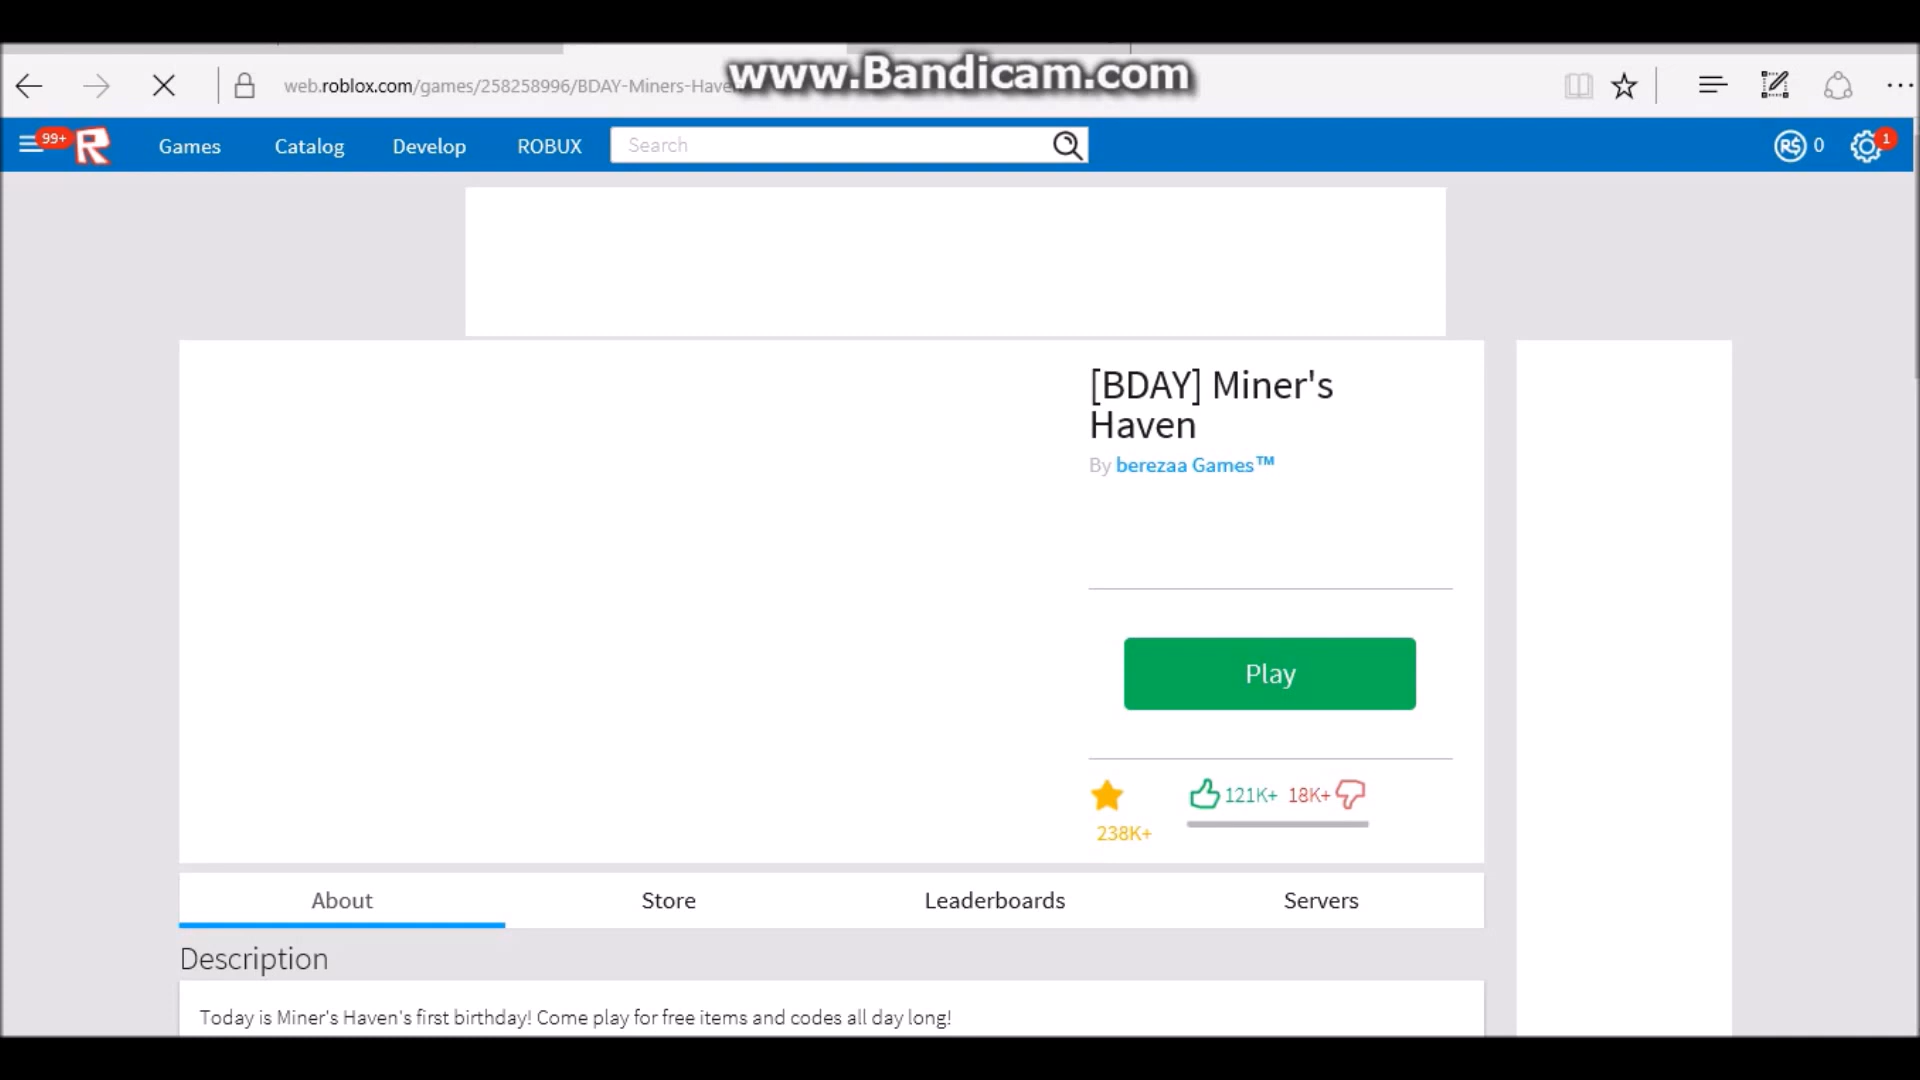 www.Bandicam.com
web.roblox.com/games/258258996/BDAY-Miners-Have
99+
Games
Catalog
Develop
ROBUX
Search
R$ 0
1
[BDAY] Miner's
Haven
By berezaa Games™
Play
238K+
121K+
18K+
About
Store
Leaderboards
Servers
Description
Today is Miner's Haven's first birthday! Come play for free items and codes all day long!